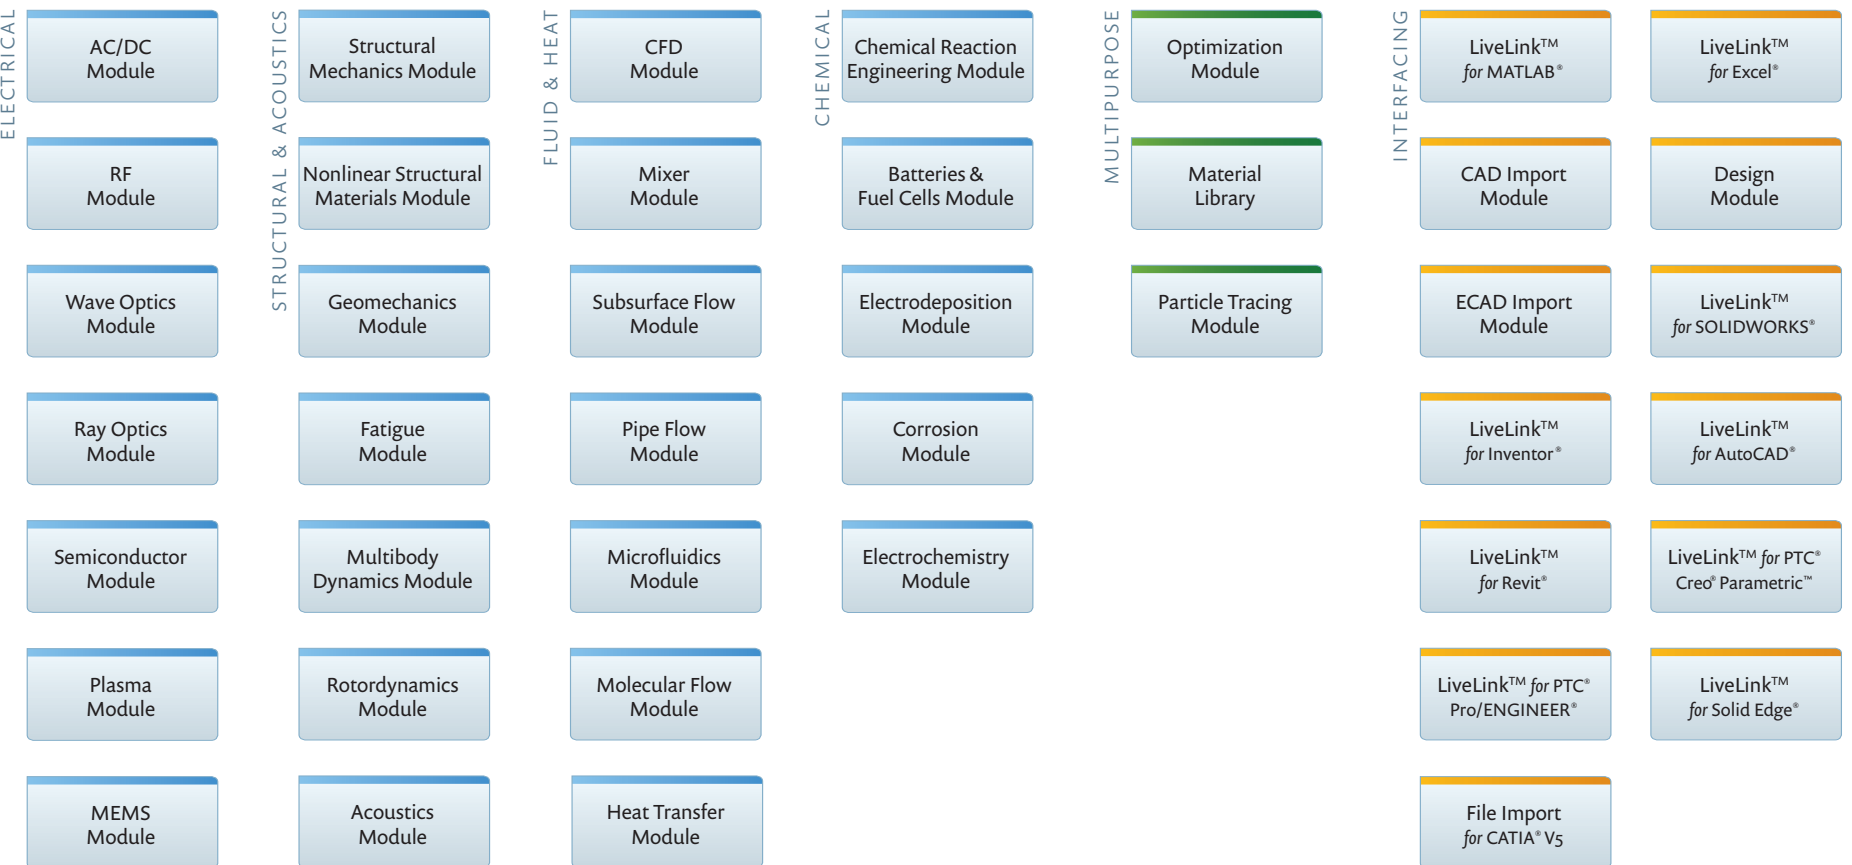 ELECTRICAL
AC/DC
Module
RF
Module
Wave Optics
Module
Ray Optics
Module
Semiconductor
Module
Plasma
Module
MEMS
Module
STRUCTURAL & ACOUSTICS
Structural
Mechanics Module
Nonlinear Structural
Materials Module
Geomechanics
Module
Fatigue
Module
Multibody
Dynamics Module
Rotordynamics
Module
Acoustics
Module
FLUID & HEAT
CFD
Module
Mixer
Module
Subsurface Flow
Module
Pipe Flow
Module
Microfluidics
Module
Molecular Flow
Module
Heat Transfer
Module
CHEMICAL
Chemical Reaction
Engineering Module
Batteries &
Fuel Cells Module
Electrodeposition
Module
Corrosion
Module
Electrochemistry
Module
MULTIPURPOSE
Optimization
Module
Material
Library
Particle Tracing
Module
INTERFACING
LiveLink™
for MATLAB®
CAD Import
Module
ECAD Import
Module
LiveLink™
for Inventor®
LiveLink™
for Revit®
LiveLink™ for PTC®
Pro/ENGINEER®
File Import
for CATIA® V5
LiveLink™
for Excel®
Design
Module
LiveLink™
for SOLIDWORKS®
LiveLink™
for AutoCAD®
LiveLink™ for PTC®
Creo® Parametric™
LiveLink™
for Solid Edge®